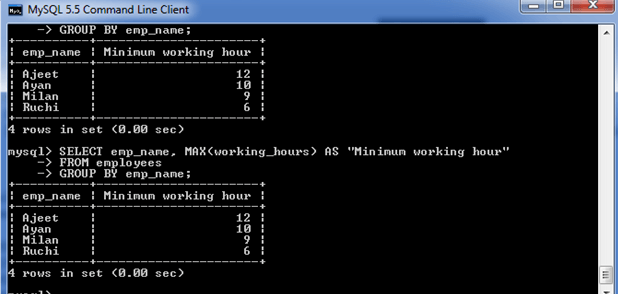 MySQL 5.5 Command Line Client
-> GROUP BY emp_name;
+-----------+----------------------+
| emp_name | Minimum working hour |
+-----------+----------------------+
| Ajeet | 12 |
| Ayan | 10 |
| Milan | 9 |
| Ruchi | 6 |
+-----------+----------------------+
4 rows in set (0.00 sec)
mysql> SELECT emp_name, MAX(working_hours) AS "Minimum working hour"
-> FROM employees
-> GROUP BY emp_name;
+-----------+----------------------+
| emp_name | Minimum working hour |
+-----------+----------------------+
| Ajeet | 12 |
| Ayan | 10 |
| Milan | 9 |
| Ruchi | 6 |
+-----------+----------------------+
4 rows in set (0.00 sec)
mysql>